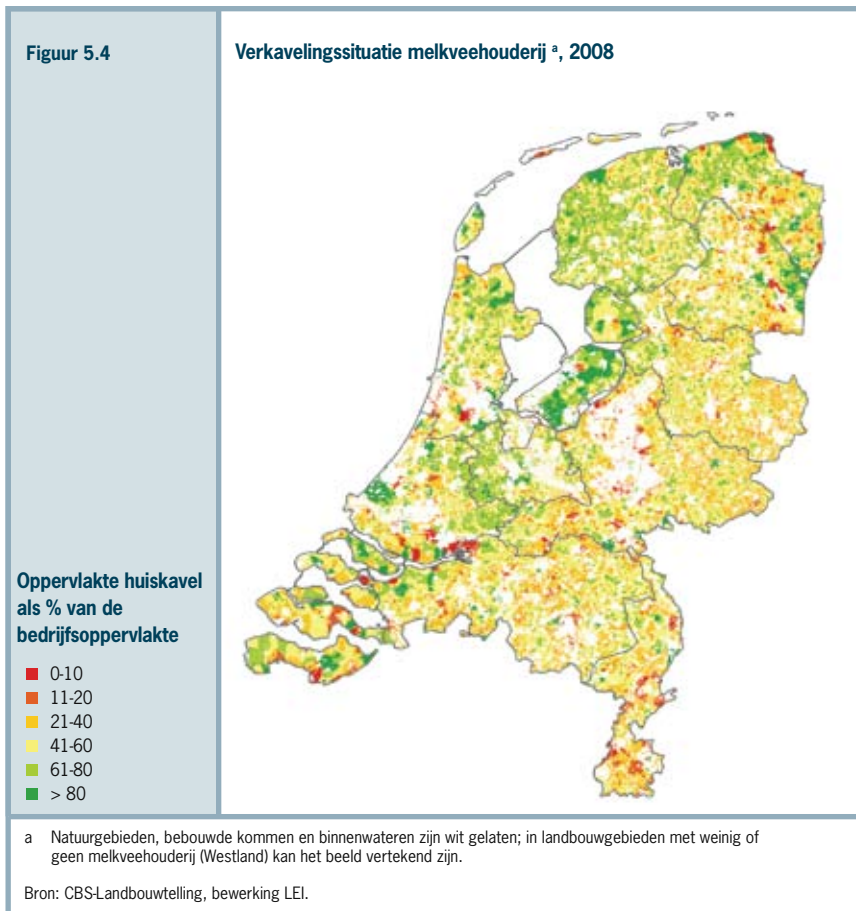 Figuur 5.4
Verkavelingssituatie melkveehouderij a, 2008
Oppervlakte huiskavel
als % van de
bedrijfsoppervlakte
0-10
11-20
21-40
41-60
61-80
> 80
a Natuurgebieden, bebouwde kommen en binnenwateren zijn wit gelaten; in landbouwgebieden met weinig of
geen melkveehouderij (Westland) kan het beeld vertekend zijn.
Bron: CBS-Landbouwtelling, bewerking LEI.